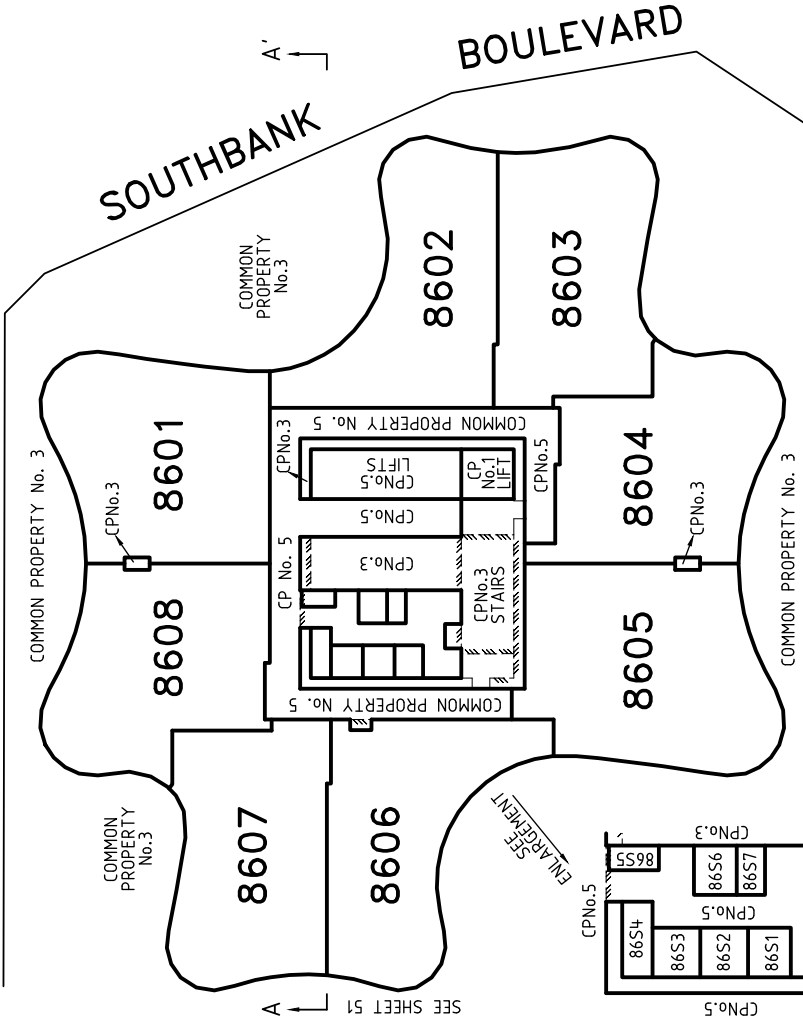 A'
BOULEVARD
SOUTHBANK
COMMON
PROPERTY
No.3
8602
8603
COMMON PROPERTY No. 3
8601
CPNo.3
COMMON PROPERTY No. 5
CPNo.3
CPNo.5
LIFTS
CP
No.1
LIFT
CPNo.5
8604
CPNo.3
COMMON PROPERTY No. 3
CPNo.5
CP No. 5
CPNo.3
CPNo.3
STAIRS
8608
8605
COMMON PROPERTY No. 5
COMMON
PROPERTY
No.3
8607
8606
SEE
ENLARGEMENT
CPNo.5
CPNo.3
86S5
86S6
86S7
CPNo.5
86S4
86S3
86S2
86S1
CPNo.5
A
SEE SHEET 51